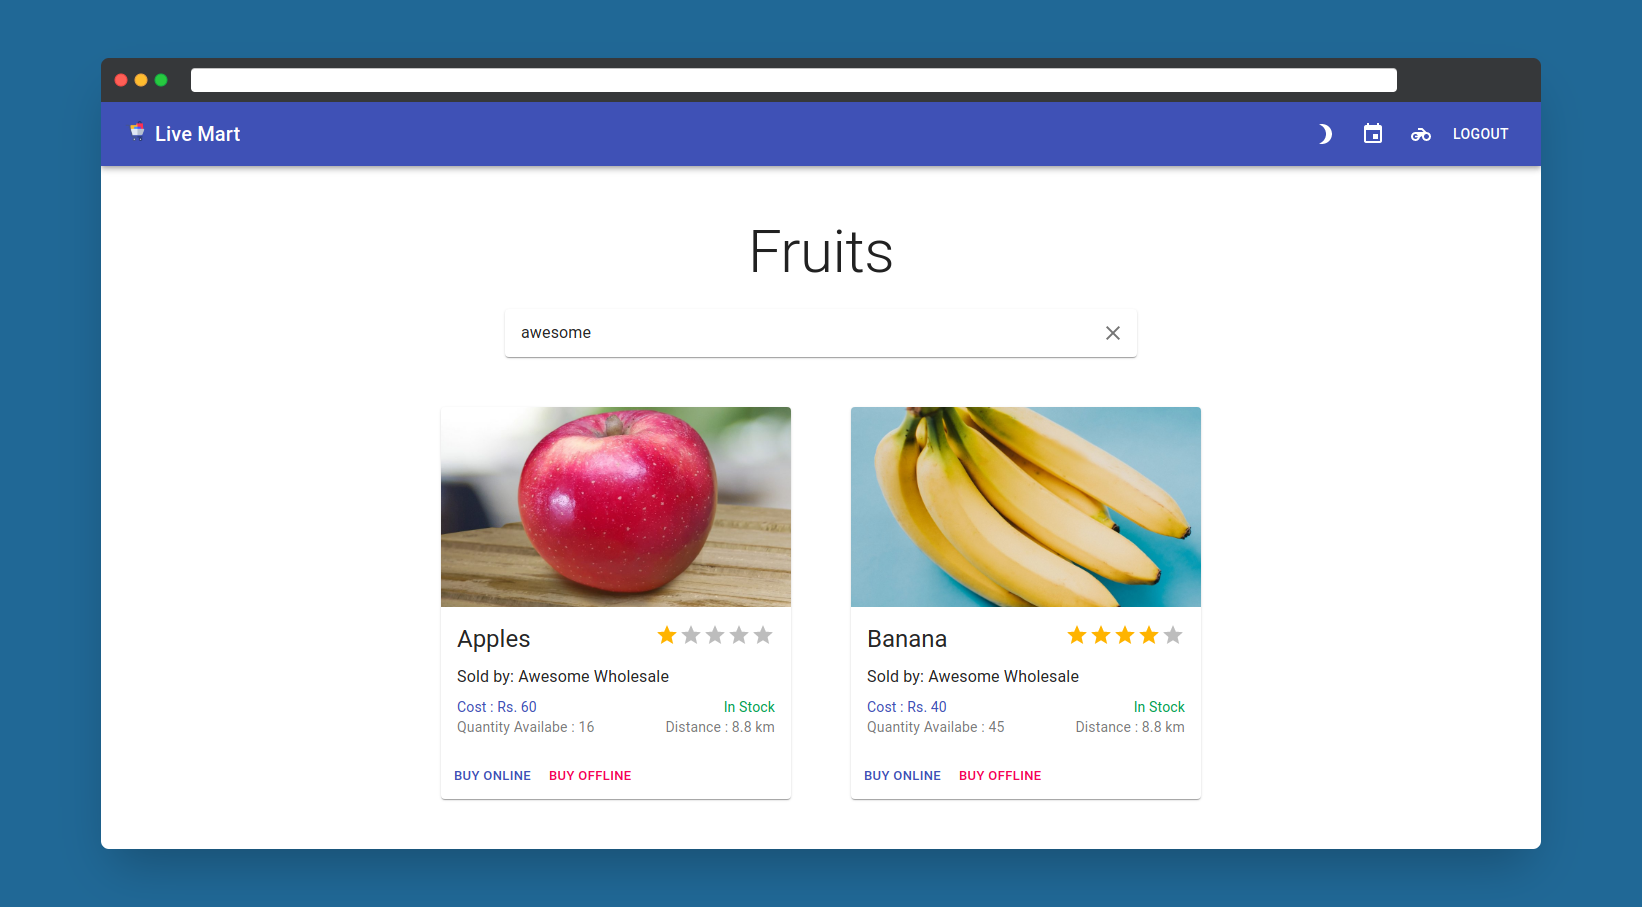 Live Mart
LOGOUT
Fruits
awesome
Apples
Sold by: Awesome Wholesale
Cost : Rs. 60 In Stock
Quantity Availabe : 16 Distance : 8.8 km
BUY ONLINE BUY OFFLINE
Banana
Sold by: Awesome Wholesale
Cost : Rs. 40 In Stock
Quantity Availabe : 45 Distance : 8.8 km
BUY ONLINE BUY OFFLINE